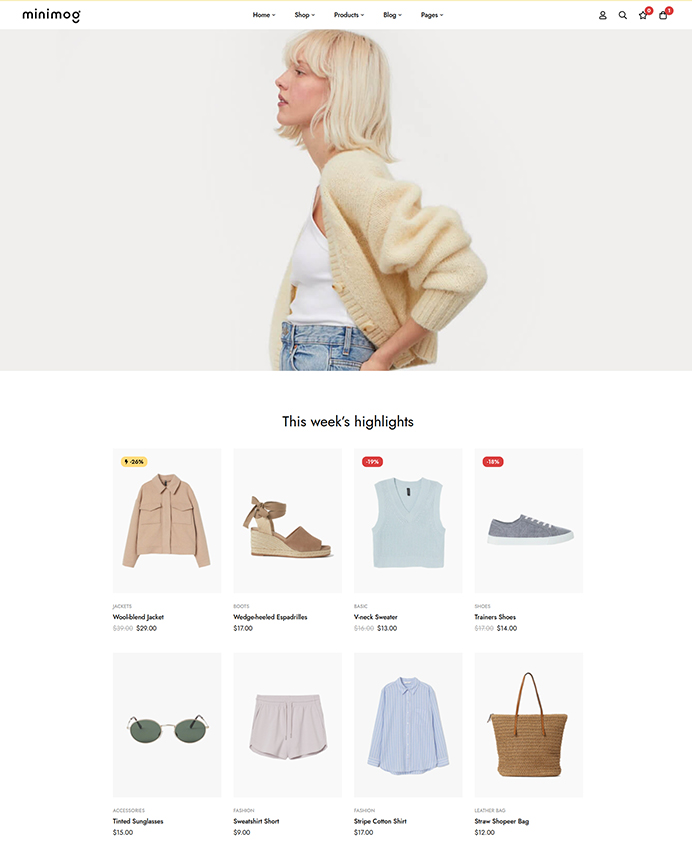 minimog
Home Shop Products Blog Pages
0 1
This week's highlights
-26% -19% -18%
JACKETS BOOTS BASIC SHOES
Wool-blend Jacket Wedge-heeled Espadrilles V-neck Sweater Trainers Shoes
$39.00 $29.00 $17.00 $16.00 $13.00 $17.00 $14.00
ACCESSORIES FASHION FASHION LEATHER BAG
Tinted Sunglasses Sweatshirt Short Stripe Cotton Shirt Straw Shopeer Bag
$15.00 $9.00 $17.00 $12.00